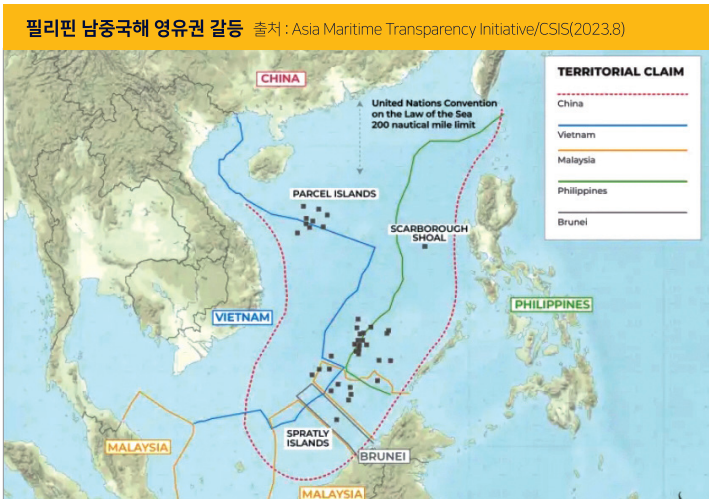 필리핀 남중국해 영유권 갈등 출처 : Asia Maritime Transparency Initiative/CSIS(2023.8)
CHINA
United Nations Convention
on the Law of the Sea
200 nautical mile limit
TERRITORIAL CLAIM
China
Vietnam
Malaysia
Philippines
Brunei
PARCEL ISLANDS
SCARBOROUGH
SHOAL
VIETNAM
PHILIPPINES
SPRATLY
ISLANDS
MALAYSIA
BRUNEI
MALAYSIA